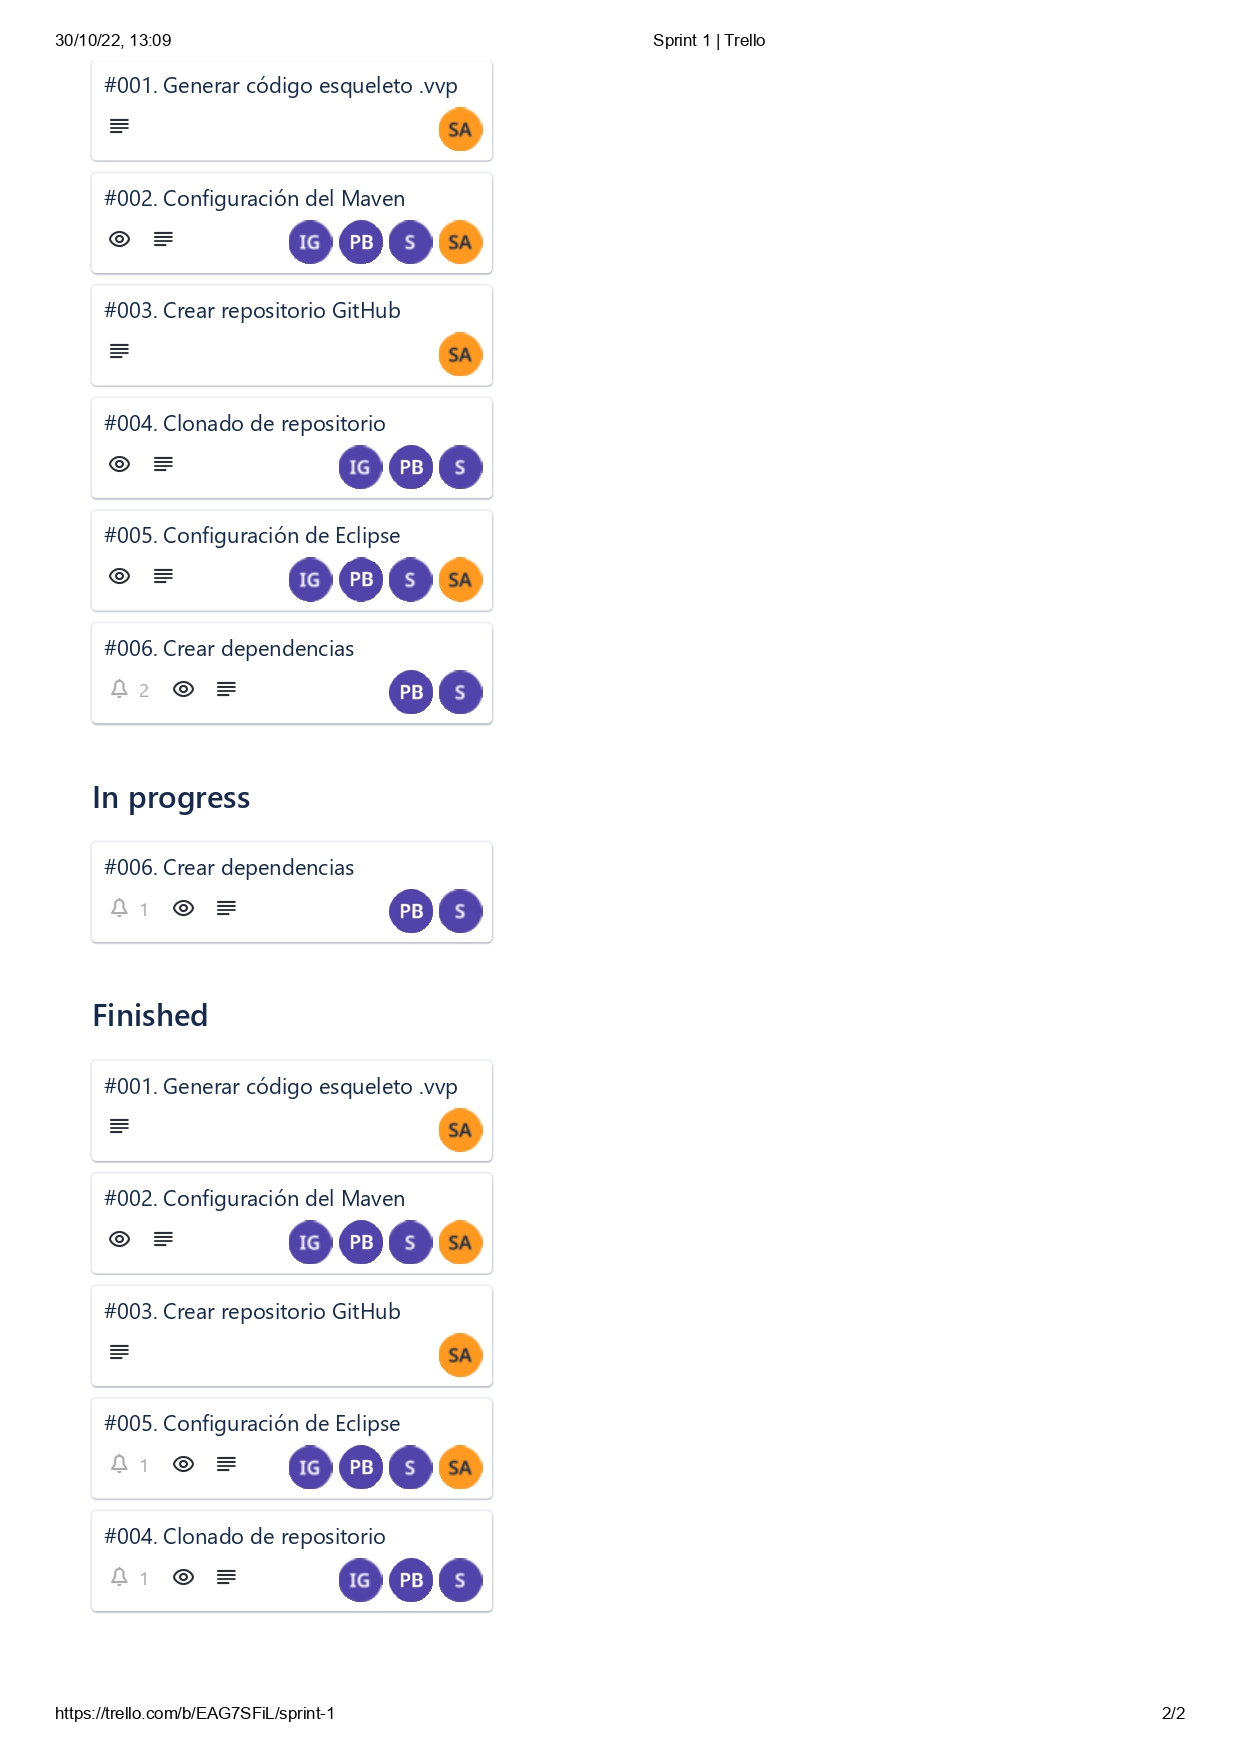 30/10/22, 13:09 Sprint 1 | Trello
#001. Generar código esqueleto .vvp
SA
#002. Configuración del Maven
IG PB S SA
#003. Crear repositorio GitHub
SA
#004. Clonado de repositorio
IG PB S
#005. Configuración de Eclipse
IG PB S SA
#006. Crear dependencias
2 PB S
In progress
#006. Crear dependencias
1 PB S
Finished
#001. Generar código esqueleto .vvp
SA
#002. Configuración del Maven
IG PB S SA
#003. Crear repositorio GitHub
SA
#005. Configuración de Eclipse
1 IG PB S SA
#004. Clonado de repositorio
1 IG PB S
https://trello.com/b/EAG7SFiL/sprint-1 2/2